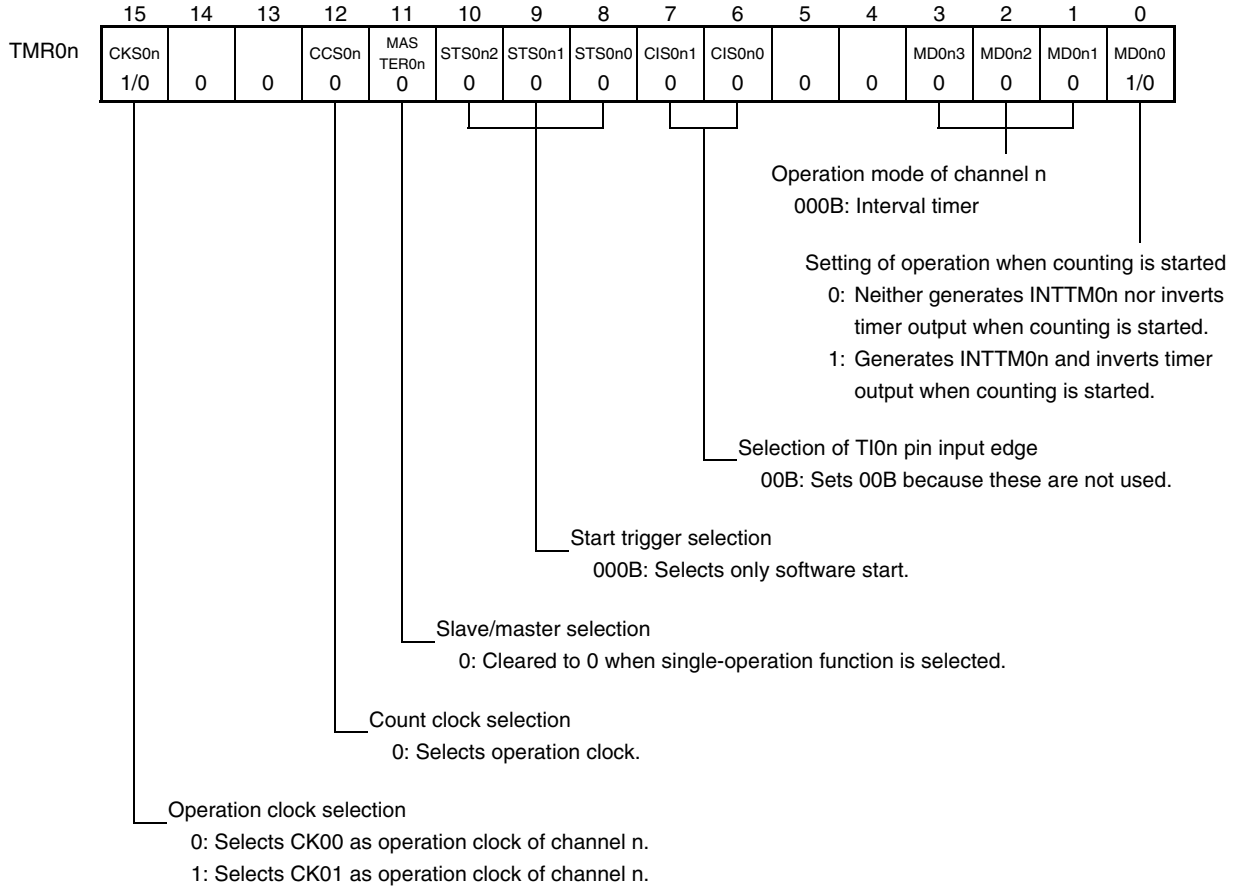 15 14 13 12 11 10 9 8 7 6 5 4 3 2 1 0
TMR0n
CKS0n CCS0n MAS TER0n STS0n2 STS0n1 STS0n0 CIS0n1 CIS0n0 MD0n3 MD0n2 MD0n1 MD0n0
1/0 0 0 0 0 0 0 0 0 0 0 0 0 0 0 1/0
Operation mode of channel n
000B: Interval timer
Setting of operation when counting is started
0: Neither generates INTTM0n nor inverts
timer output when counting is started.
1: Generates INTTM0n and inverts timer
output when counting is started.
Selection of TI0n pin input edge
00B: Sets 00B because these are not used.
Start trigger selection
000B: Selects only software start.
Slave/master selection
0: Cleared to 0 when single-operation function is selected.
Count clock selection
0: Selects operation clock.
Operation clock selection
0: Selects CK00 as operation clock of channel n.
1: Selects CK01 as operation clock of channel n.